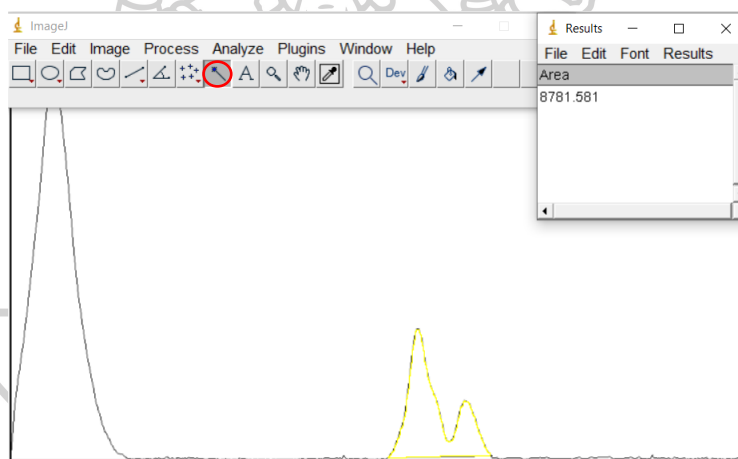 ImageJ
File Edit Image Process Analyze Plugins Window Help
A Dev
Results
File Edit Font Results
Area
8781.581